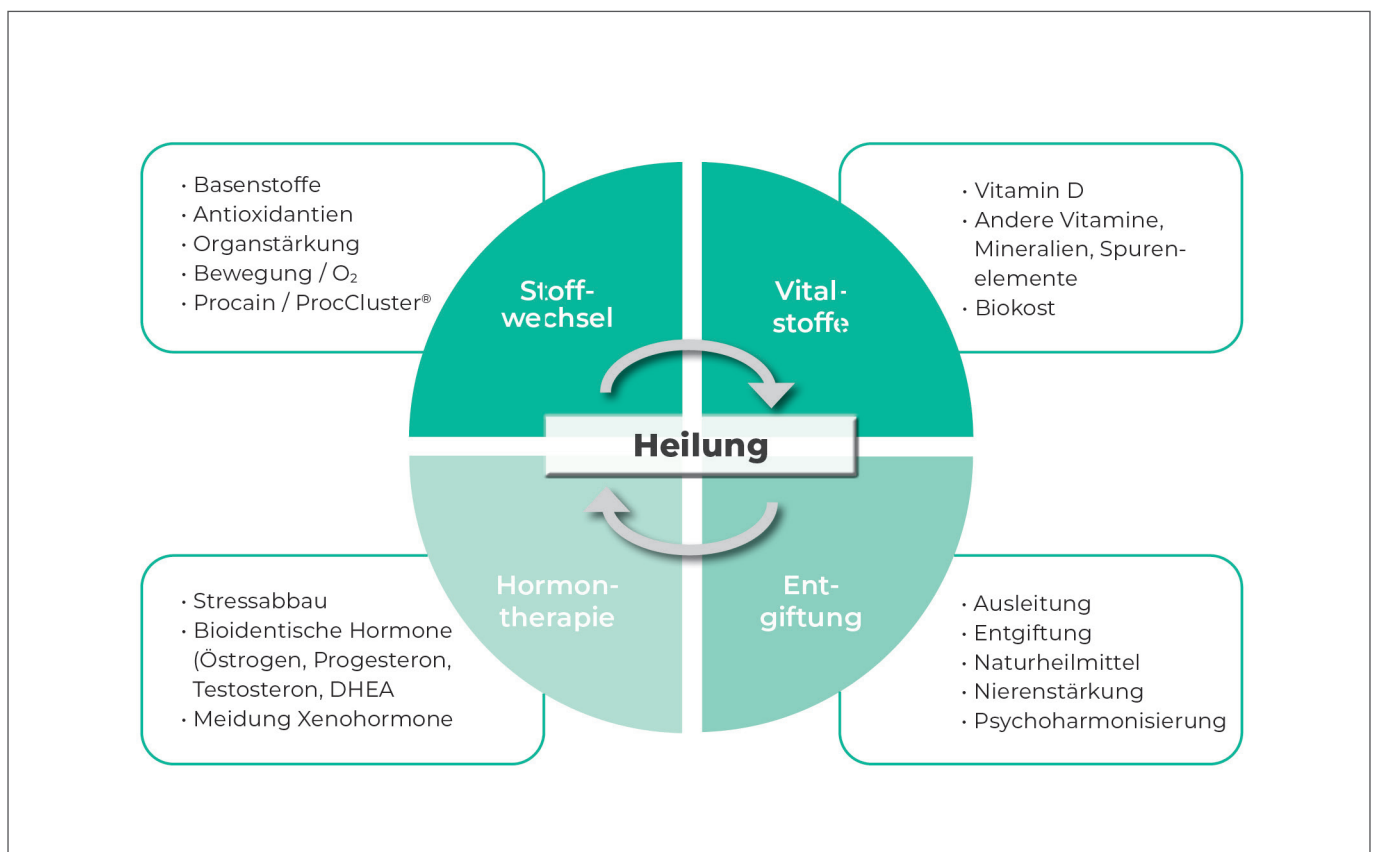 • Basenstoffe
• Antioxidantien
• Organstärkung
• Bewegung / O₂
• Procain / ProcCluster®
Stoff-
wechsel
Vital-
stoffe
• Vitamin D
• Andere Vitamine,
Mineralien, Spuren-
elemente
• Biokost
Heilung
• Stressabbau
• Bioidentische Hormone
(Östrogen, Progesteron,
Testosteron, DHEA
• Meidung Xenohormone
Hormon-
therapie
Ent-
giftung
• Ausleitung
• Entgiftung
• Naturheilmittel
• Nierenstärkung
• Psychoharmonisierung